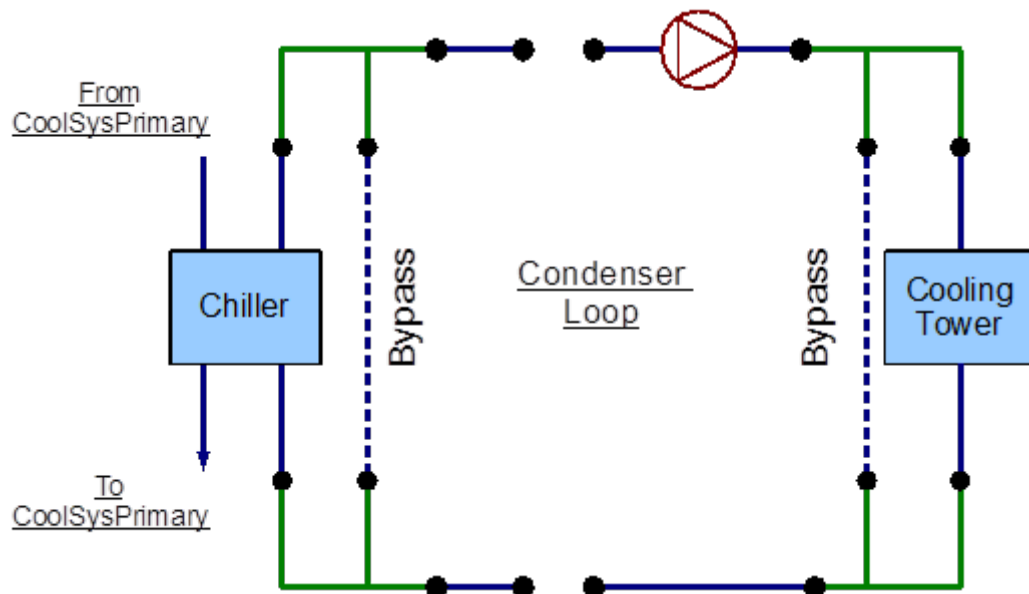 From
CoolSysPrimary
Chiller
Bypass
Condenser
Loop
Bypass
Cooling
Tower
To
CoolSysPrimary